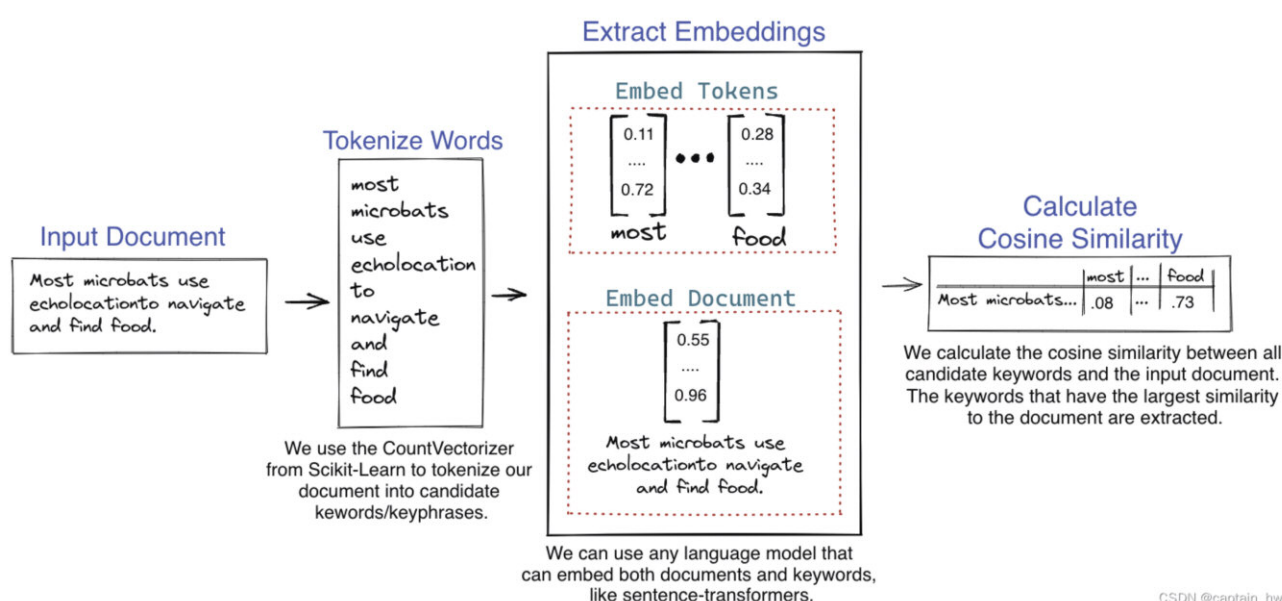 Input Document
Most microbats use
echolocationto navigate
and find food.
Tokenize Words
most
microbats
use
echolocation
to
navigate
and
find
food
We use the CountVectorizer
from Scikit-Learn to tokenize our
document into candidate
kewords/keyphrases.
Extract Embeddings
Embed Tokens
0.11 0.28
.... ....
0.72 0.34
most food
Embed Document
0.55
....
0.96
Most microbats use
echolocationto navigate
and find food.
We can use any language model that
can embed both documents and keywords,
like sentence-transformers.
Calculate
Cosine Similarity
most ... food
Most microbats... .08 ... .73
We calculate the cosine similarity between all
candidate keywords and the input document.
The keywords that have the largest similarity
to the document are extracted.
CSDN @captain_hw